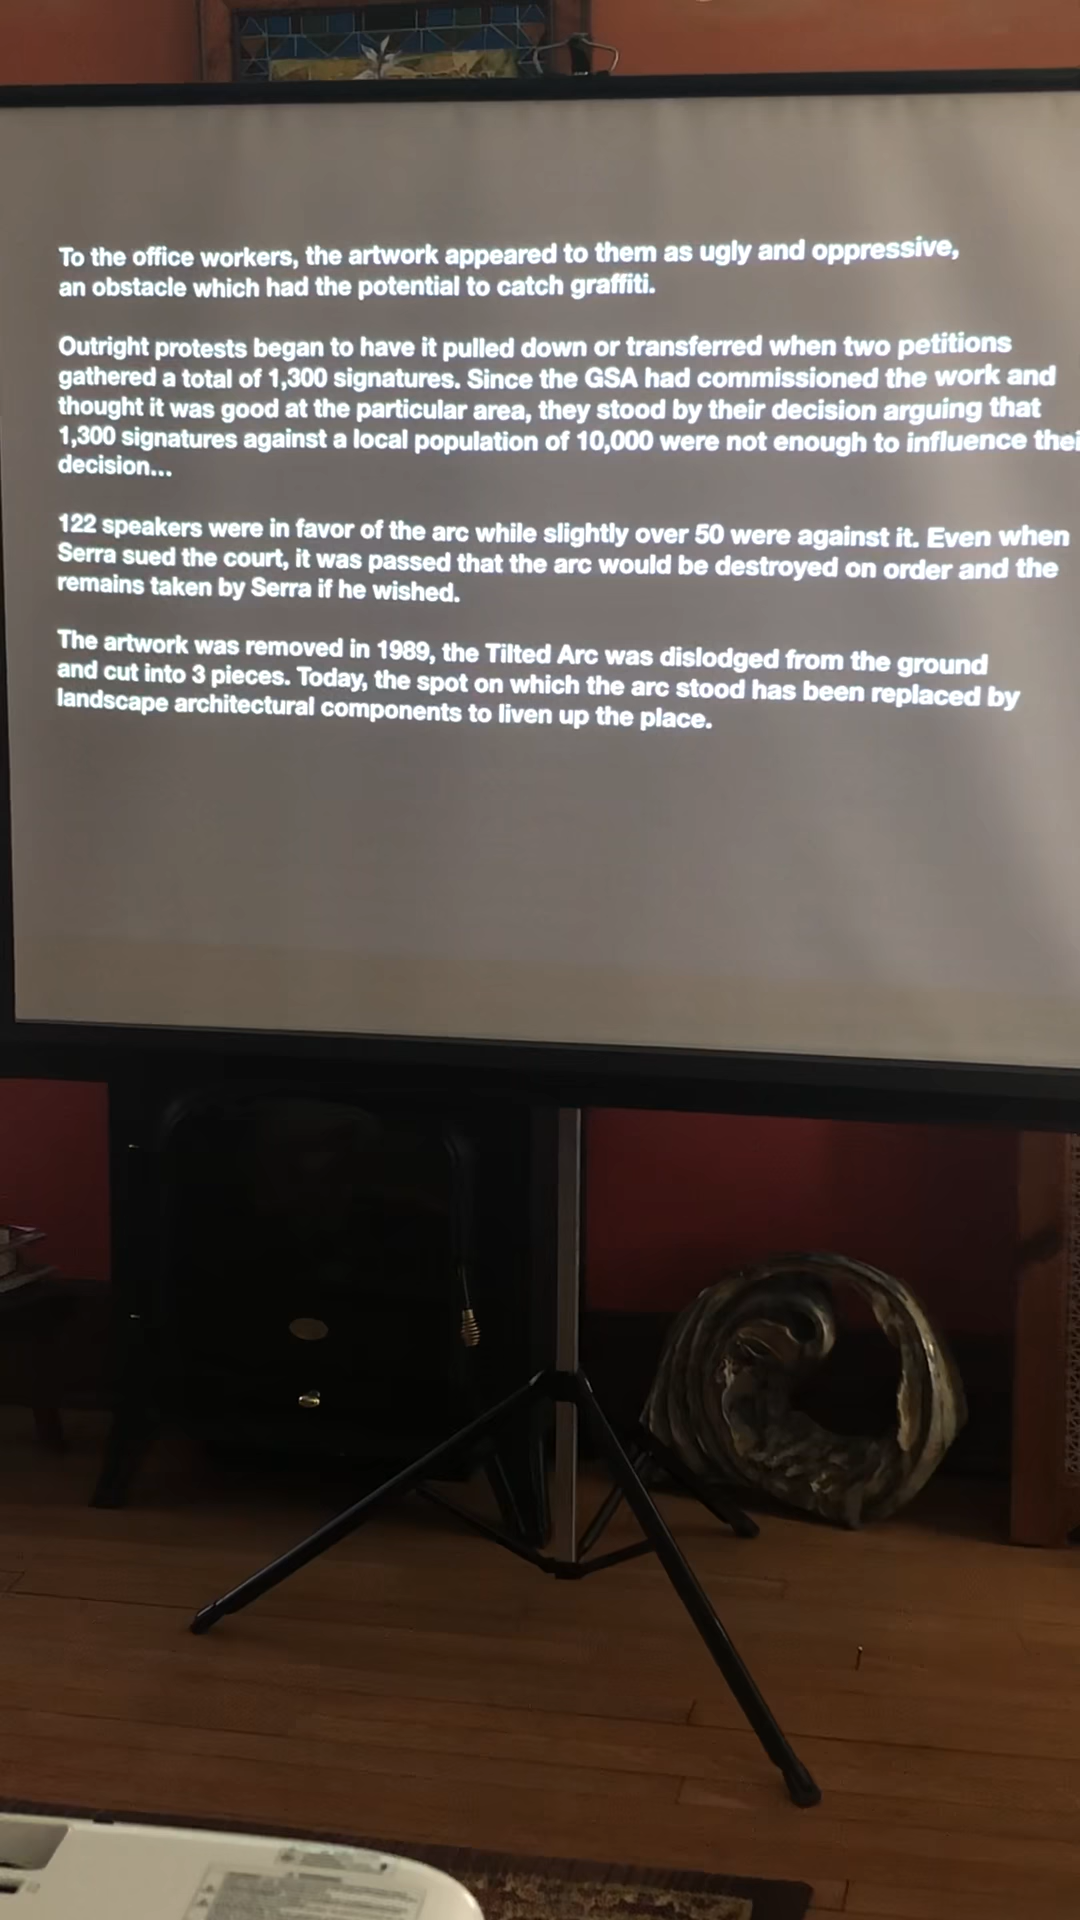 To the office workers, the artwork appeared to them as ugly and oppressive,
an obstacle which had the potential to catch graffiti.
Outright protests began to have it pulled down or transferred when two petitions
gathered a total of 1,300 signatures. Since the GSA had commissioned the work and
thought it was good at the particular area, they stood by their decision arguing that
1,300 signatures against a local population of 10,000 were not enough to influence thei
decision...
122 speakers were in favor of the arc while slightly over 50 were against it. Even when
Serra sued the court, it was passed that the arc would be destroyed on order and the
remains taken by Serra if he wished.
The artwork was removed in 1989, the Tilted Arc was dislodged from the ground
and cut into 3 pieces. Today, the spot on which the arc stood has been replaced by
landscape architectural components to liven up the place.